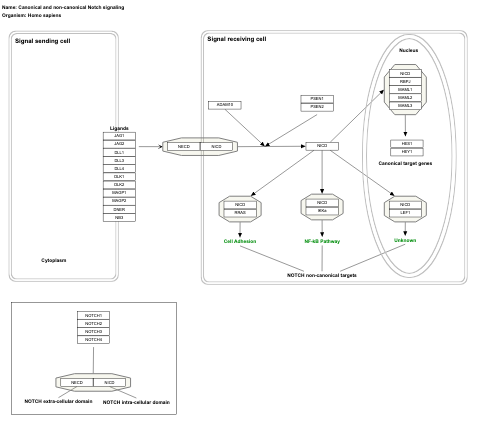 Name: Canonical and non-canonical Notch signaling
Organism: Homo sapiens
Signal sending cell
Signal receiving cell
Nucleus
NICD
RBPJ
MAML1
MAML2
MAML3
ADAM10
PSEN1
PSEN2
Ligands
JAG1
JAG2
DLL1
DLL3
DLL4
DLK1
DLK2
MAGP1
MAGP2
DNER
NB3
NECD
NICD
NICD
HES1
HEY1
Canonical target genes
NICD
RRAS
NICD
IKKa
NICD
LEF1
Cell Adhesion
NF-kB Pathway
Unknown
Cytoplasm
NOTCH non-canonical targets
NOTCH1
NOTCH2
NOTCH3
NOTCH4
NECD
NICD
NOTCH extra-cellular domain
NOTCH intra-cellular domain